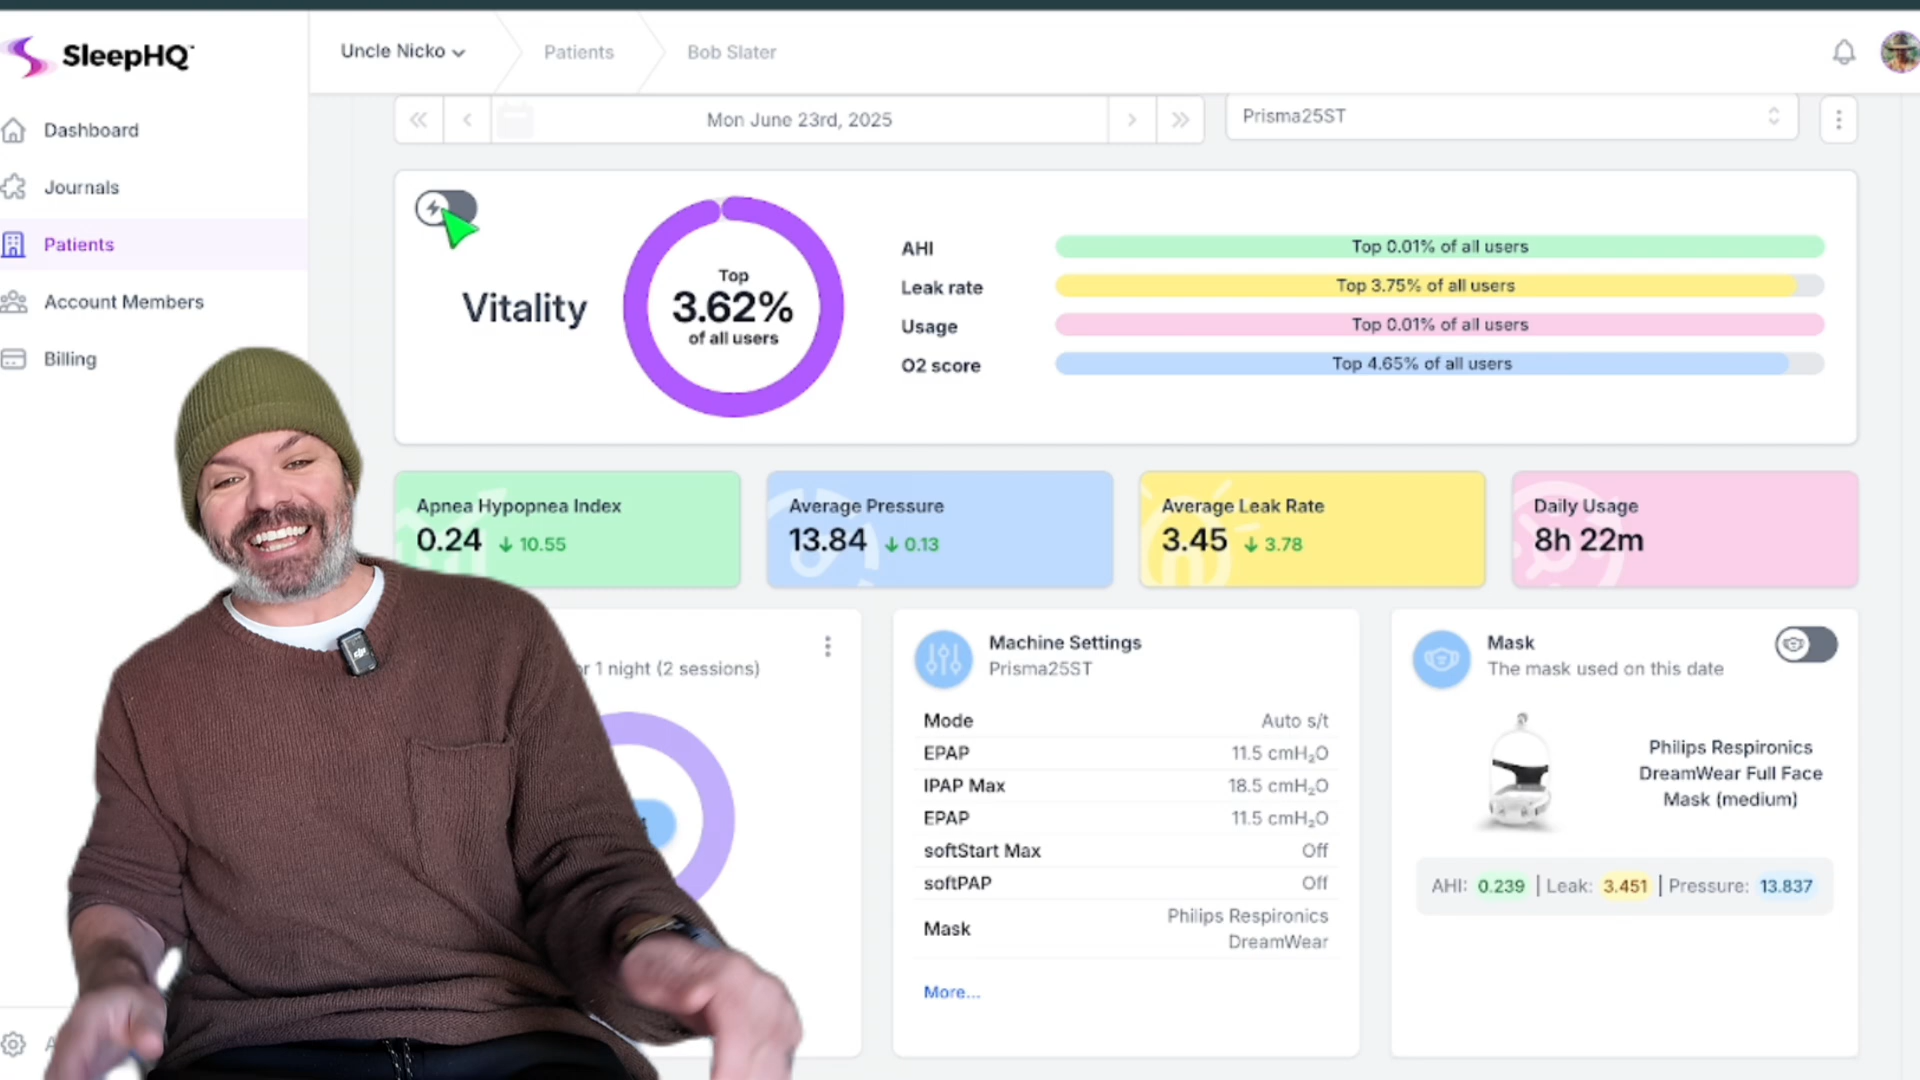 SleepHQ
Uncle Nicko
Patients
Bob Slater
Dashboard
Journals
Patients
Account Members
Billing
Mon June 23rd, 2025
Prisma25ST
Vitality
Top
3.62%
of all users
AHI
Top 0.01% of all users
Leak rate
Top 3.75% of all users
Usage
Top 0.01% of all users
O2 score
Top 4.65% of all users
Apnea Hypopnea Index
0.24 ↓ 10.55
Average Pressure
13.84 ↓ 0.13
Average Leak Rate
3.45 ↓ 3.78
Daily Usage
8h 22m
1 night (2 sessions)
Machine Settings
Prisma25ST
Mode Auto s/t
EPAP 11.5 cmH₂O
IPAP Max 18.5 cmH₂O
EPAP 11.5 cmH₂O
softStart Max Off
softPAP Off
Mask Philips Respironics
DreamWear
More...
Mask
The mask used on this date
Philips Respironics
DreamWear Full Face
Mask (medium)
AHI: 0.239 | Leak: 3.451 | Pressure: 13.837
dji